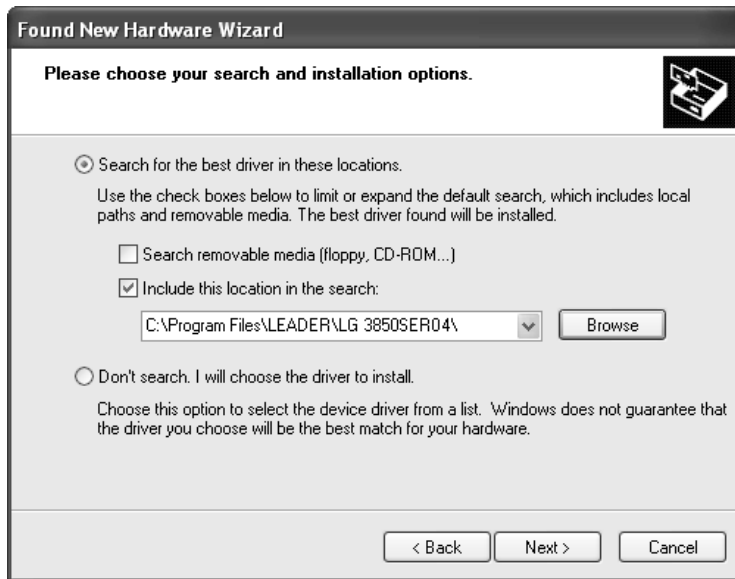 Found New Hardware Wizard
Please choose your search and installation options.
Search for the best driver in these locations.
Use the check boxes below to limit or expand the default search, which includes local
paths and removable media. The best driver found will be installed.
Search removable media (floppy, CD-ROM...)
Include this location in the search:
C:\Program Files\LEADER\LG 3850SER04\
Browse
Don't search. I will choose the driver to install.
Choose this option to select the device driver from a list.  Windows does not guarantee that
the driver you choose will be the best match for your hardware.
< Back
Next >
Cancel